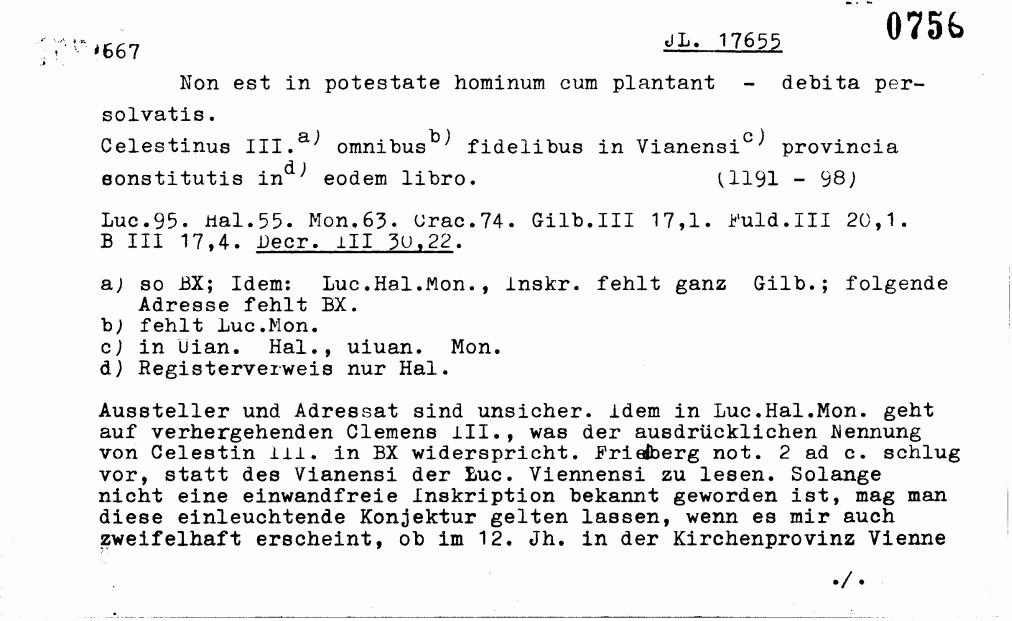 0756
667
JL. 17655
Non est in potestate hominum cum plantant - debita per-
solvatis.
Celestinus III.a) omnibusb) fidelibus in Vianensic) provincia
sonstitutis ind) eodem libro. (1191 - 98)
Luc.95. Hal.55. Mon.63. Crac.74. Gilb.III 17,1. Fuld.III 20,1.
B III 17,4. Decr. III 30,22.
a) so BX; Idem: Luc.Hal.Mon., Inskr. fehlt ganz Gilb.; folgende
Adresse fehlt BX.
b) fehlt Luc.Mon.
c) in Uian. Hal., uiuan. Mon.
d) Registerverweis nur Hal.
Aussteller und Adressat sind unsicher. Idem in Luc.Hal.Mon. geht
auf verhergehenden Clemens III., was der ausdrücklichen Nennung
von Celestin III. in BX widerspricht. Friedberg not. 2 ad c. schlug
vor, statt des Vianensi der Luc. Viennensi zu lesen. Solange
nicht eine einwandfreie Inskription bekannt geworden ist, mag man
diese einleuchtende Konjektur gelten lassen, wenn es mir auch
zweifelhaft erscheint, ob im 12. Jh. in der Kirchenprovinz Vienne
./.